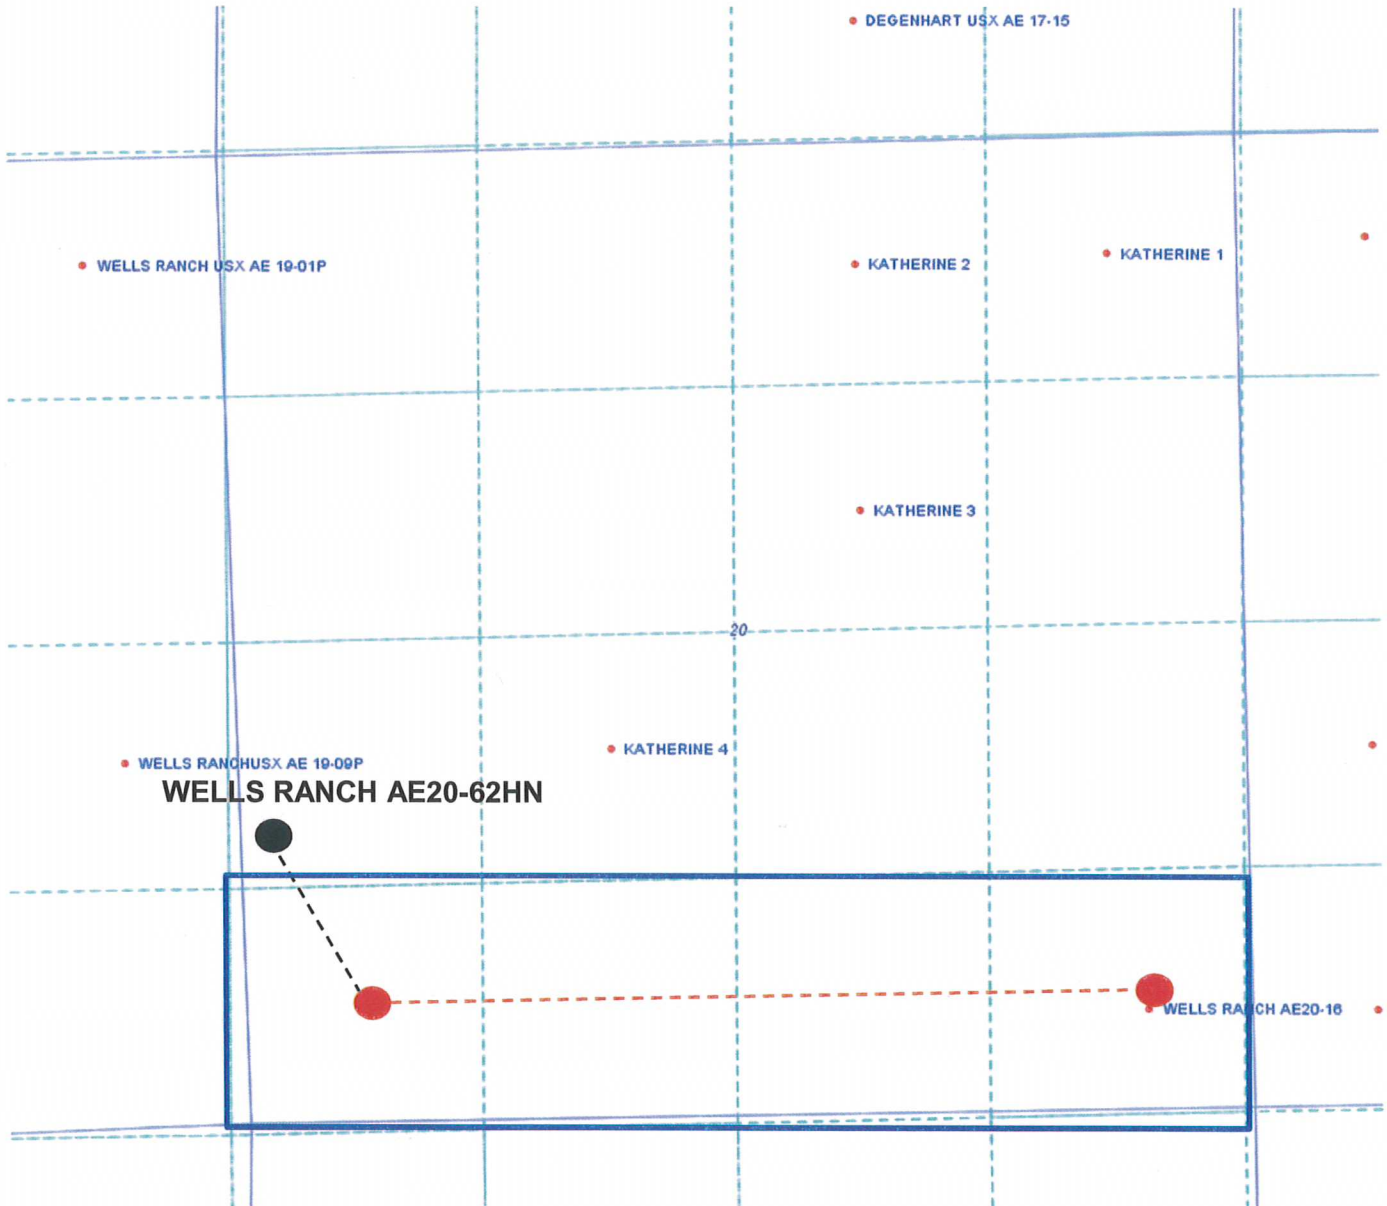 DEGENHART USX AE 17-15
WELLS RANCH USX AE 19-01P
KATHERINE 2
KATHERINE 1
KATHERINE 3
20
KATHERINE 4
WELLS RANCHUSX AE 19-09P
WELLS RANCH AE20-62HN
WELLS RANCH AE20-16